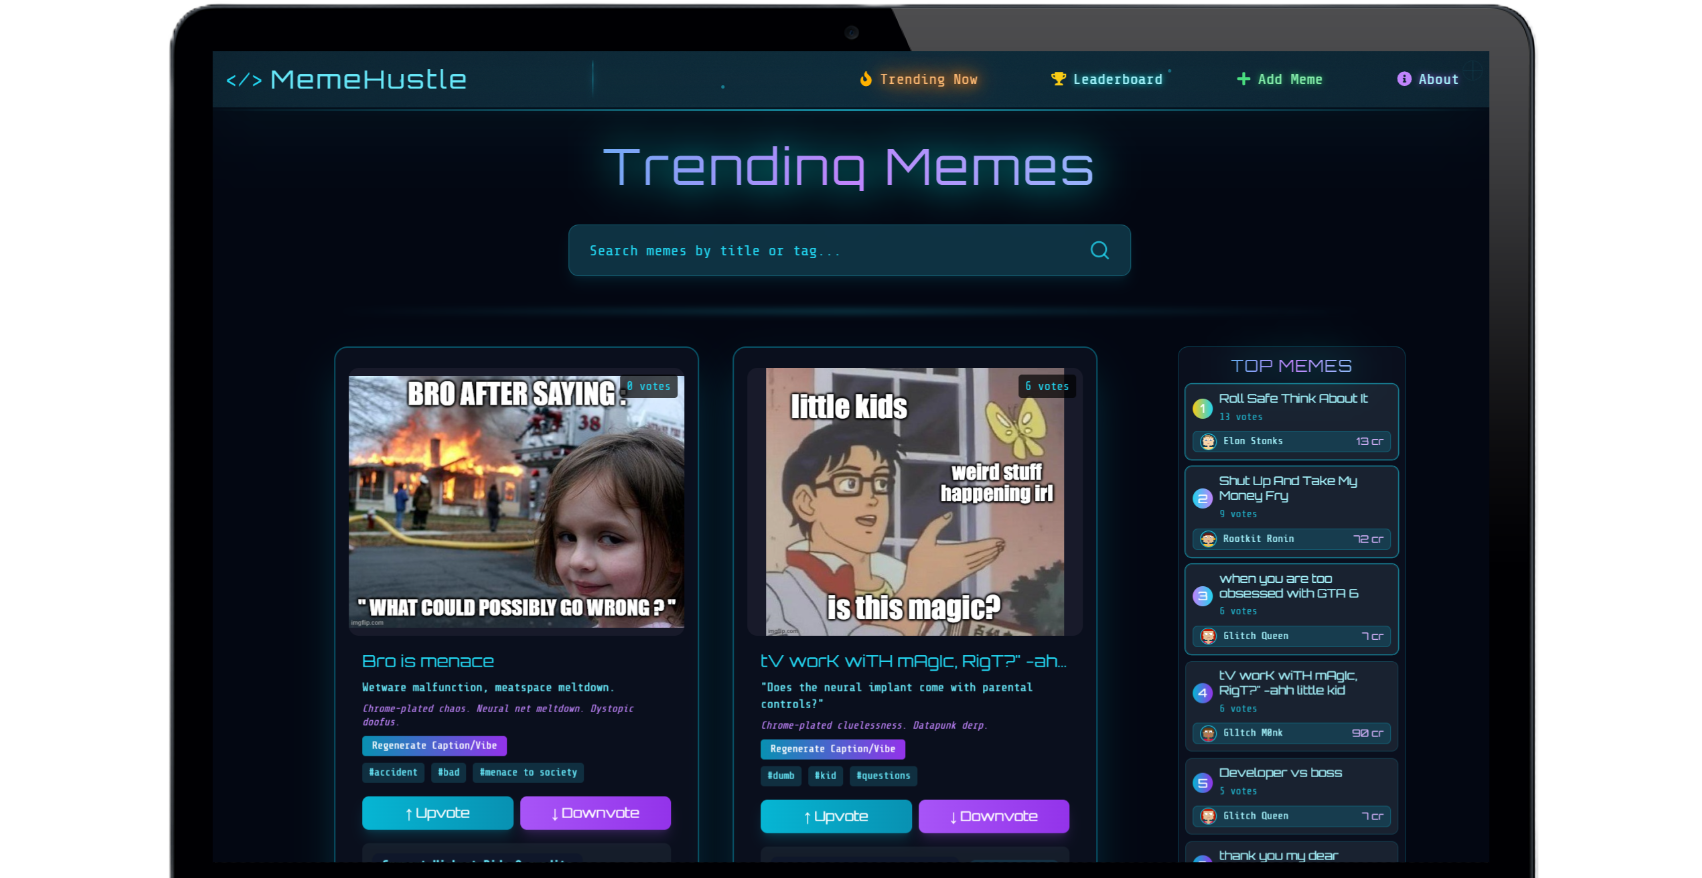 </> MemeHustle
Trending Now
Leaderboard
Add Meme
About
Trending Memes
Search memes by title or tag...
BRO AFTER SAYING :
0 votes
38
" WHAT COULD POSSIBLY GO WRONG ? "
imgflip.com
Bro is menace
Wetware malfunction, meatspace meltdown.
Chrome-plated chaos. Neural net meltdown. Dystopic
doofus.
Regenerate Caption/Vibe
#accident #bad #menace to society
↑ Upvote ↓ Downvote
6 votes
little kids
weird stuff
happening irl
is this magic?
imgflip.com
tV worK wiTH mAgIc, RigT?" -ah...
"Does the neural implant come with parental
controls?"
Chrome-plated cluelessness. Datapunk derp.
Regenerate Caption/Vibe
#dumb #kid #questions
↑ Upvote ↓ Downvote
TOP MEMES
1 Roll Safe Think About It
13 votes
Elon Stonks 13 cr
2 Shut Up And Take My
Money Fry
9 votes
Rootkit Ronin 72 cr
3 when you are too
obsessed with GTA 6
6 votes
Glitch Queen 7 cr
4 tV worK wiTH mAgIc,
RigT?" -ahh little kid
6 votes
Gl1tch M0nk 90 cr
5 Developer vs boss
5 votes
Glitch Queen 7 cr
thank you my dear